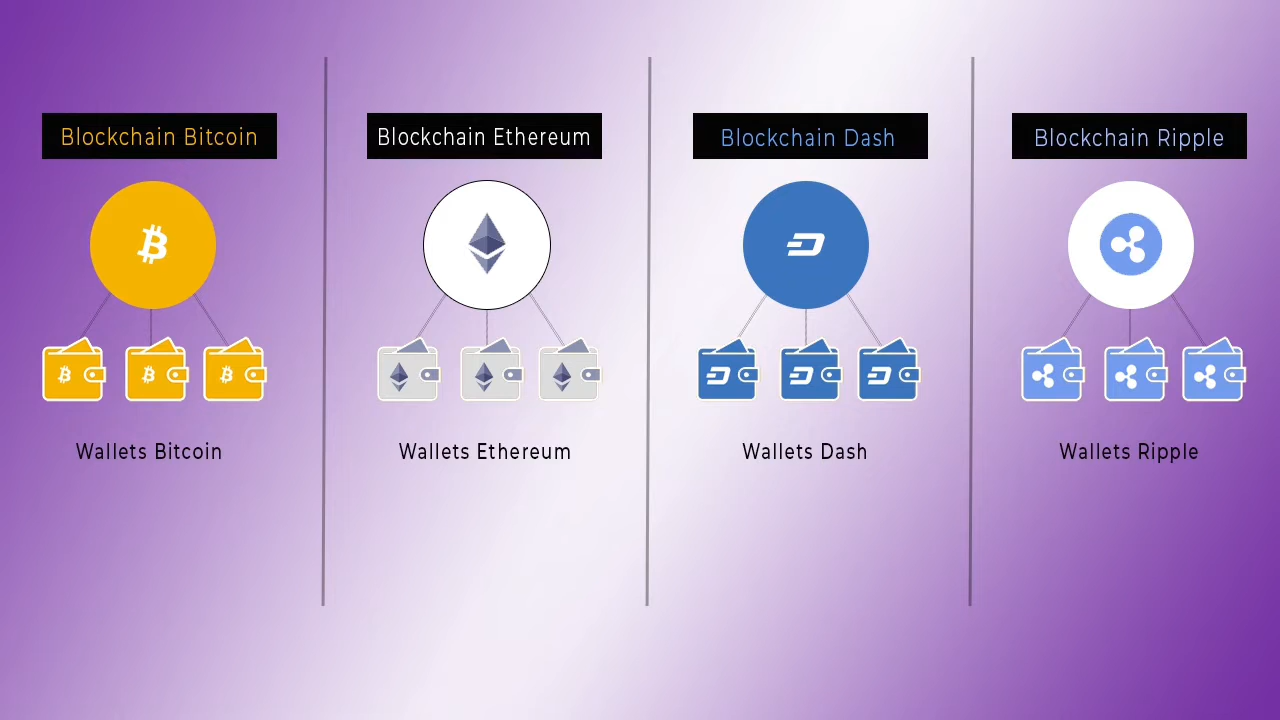 Blockchain Bitcoin
Blockchain Ethereum
Blockchain Dash
Blockchain Ripple
Wallets Bitcoin
Wallets Ethereum
Wallets Dash
Wallets Ripple